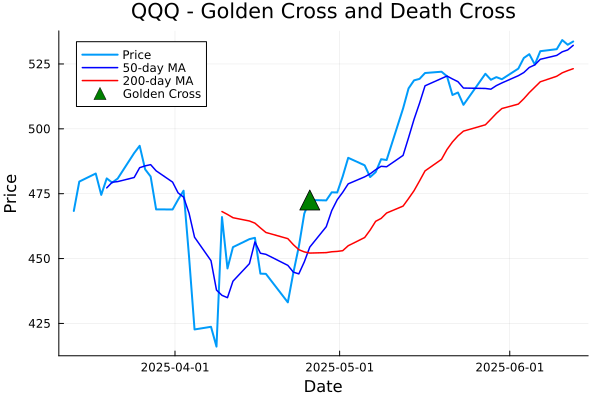 QQQ - Golden Cross and Death Cross
Price
50-day MA
200-day MA
Golden Cross
525
500
475
450
425
Price
2025-04-01
2025-05-01
2025-06-01
Date